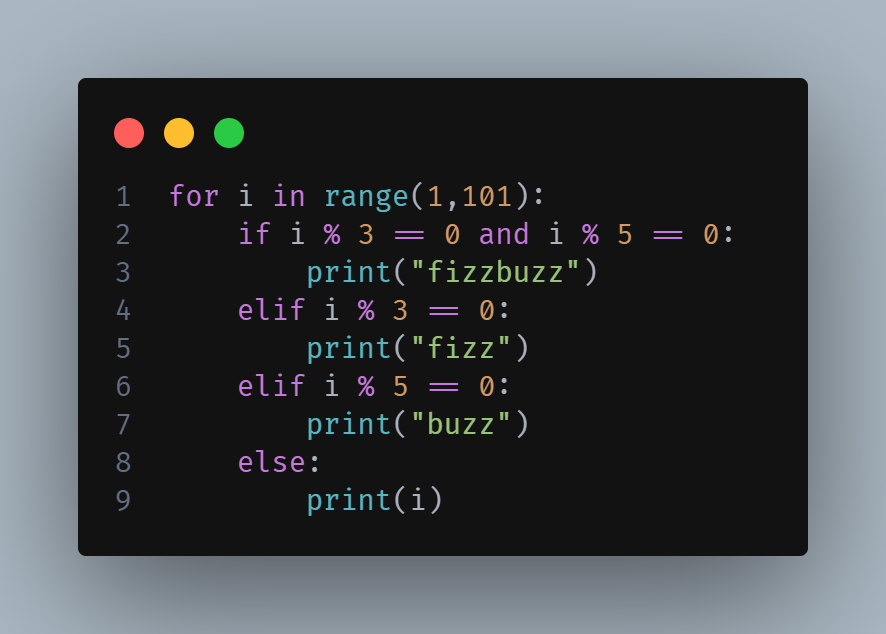 1 for i in range(1,101):
2     if i % 3 == 0 and i % 5 == 0:
3         print("fizzbuzz")
4     elif i % 3 == 0:
5         print("fizz")
6     elif i % 5 == 0:
7         print("buzz")
8     else:
9         print(i)